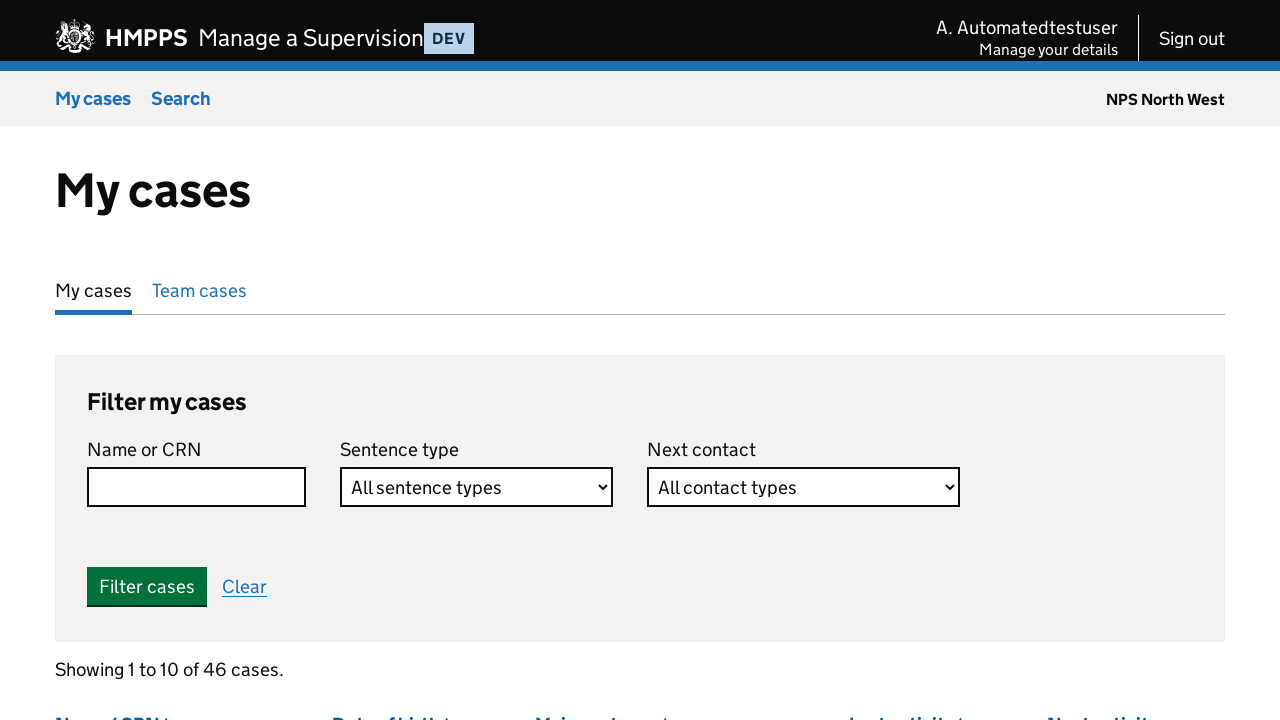 HMPPS Manage a Supervision DEV
A. Automatedtestuser
Manage your details
Sign out
My cases Search NPS North West
My cases
My cases Team cases
Filter my cases
Name or CRN Sentence type Next contact
All sentence types All contact types
Filter cases Clear
Showing 1 to 10 of 46 cases.